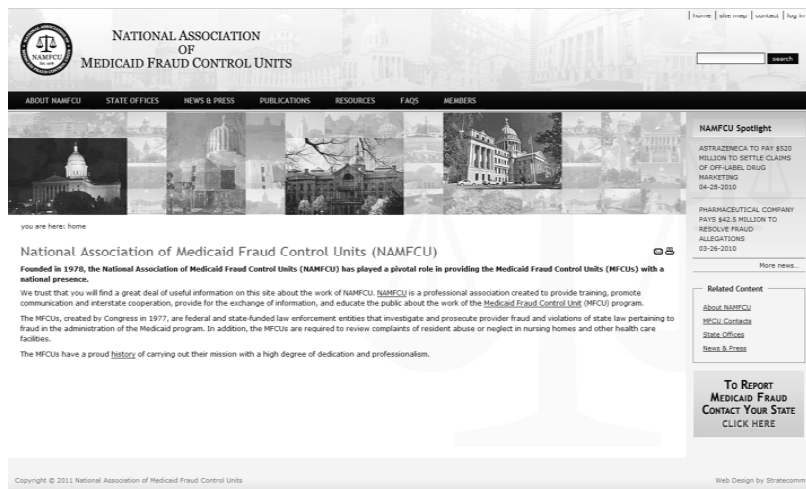 home | site map | contact | log in
NATIONAL ASSOCIATION
OF
MEDICAID FRAUD CONTROL UNITS
NAMFCU
search
ABOUT NAMFCU STATE OFFICES NEWS & PRESS PUBLICATIONS RESOURCES FAQS MEMBERS
you are here: home
National Association of Medicaid Fraud Control Units (NAMFCU)
Founded in 1978, the National Association of Medicaid Fraud Control Units (NAMFCU) has played a pivotal role in providing the Medicaid Fraud Control Units (MFCUs) with a
national presence.
We trust that you will find a great deal of useful information on this site about the work of NAMFCU. NAMFCU is a professional association created to provide training, promote
communication and interstate cooperation, provide for the exchange of information, and educate the public about the work of the Medicaid Fraud Control Unit (MFCU) program.
The MFCUs, created by Congress in 1977, are federal and state-funded law enforcement entities that investigate and prosecute provider fraud and violations of state law pertaining to
fraud in the administration of the Medicaid program. In addition, the MFCUs are required to review complaints of resident abuse or neglect in nursing homes and other health care
facilities.
The MFCUs have a proud history of carrying out their mission with a high degree of dedication and professionalism.
NAMFCU Spotlight
ASTRAZENECA TO PAY $520
MILLION TO SETTLE CLAIMS
OF OFF-LABEL DRUG
MARKETING
04-28-2010
PHARMACEUTICAL COMPANY
PAYS $42.5 MILLION TO
RESOLVE FRAUD
ALLEGATIONS
03-26-2010
More news...
Related Content
About NAMFCU
MFCU Contacts
State Offices
News & Press
TO REPORT
MEDICAID FRAUD
CONTACT YOUR STATE
CLICK HERE
Copyright © 2011 National Association of Medicaid Fraud Control Units
Web Design by Stratecomm